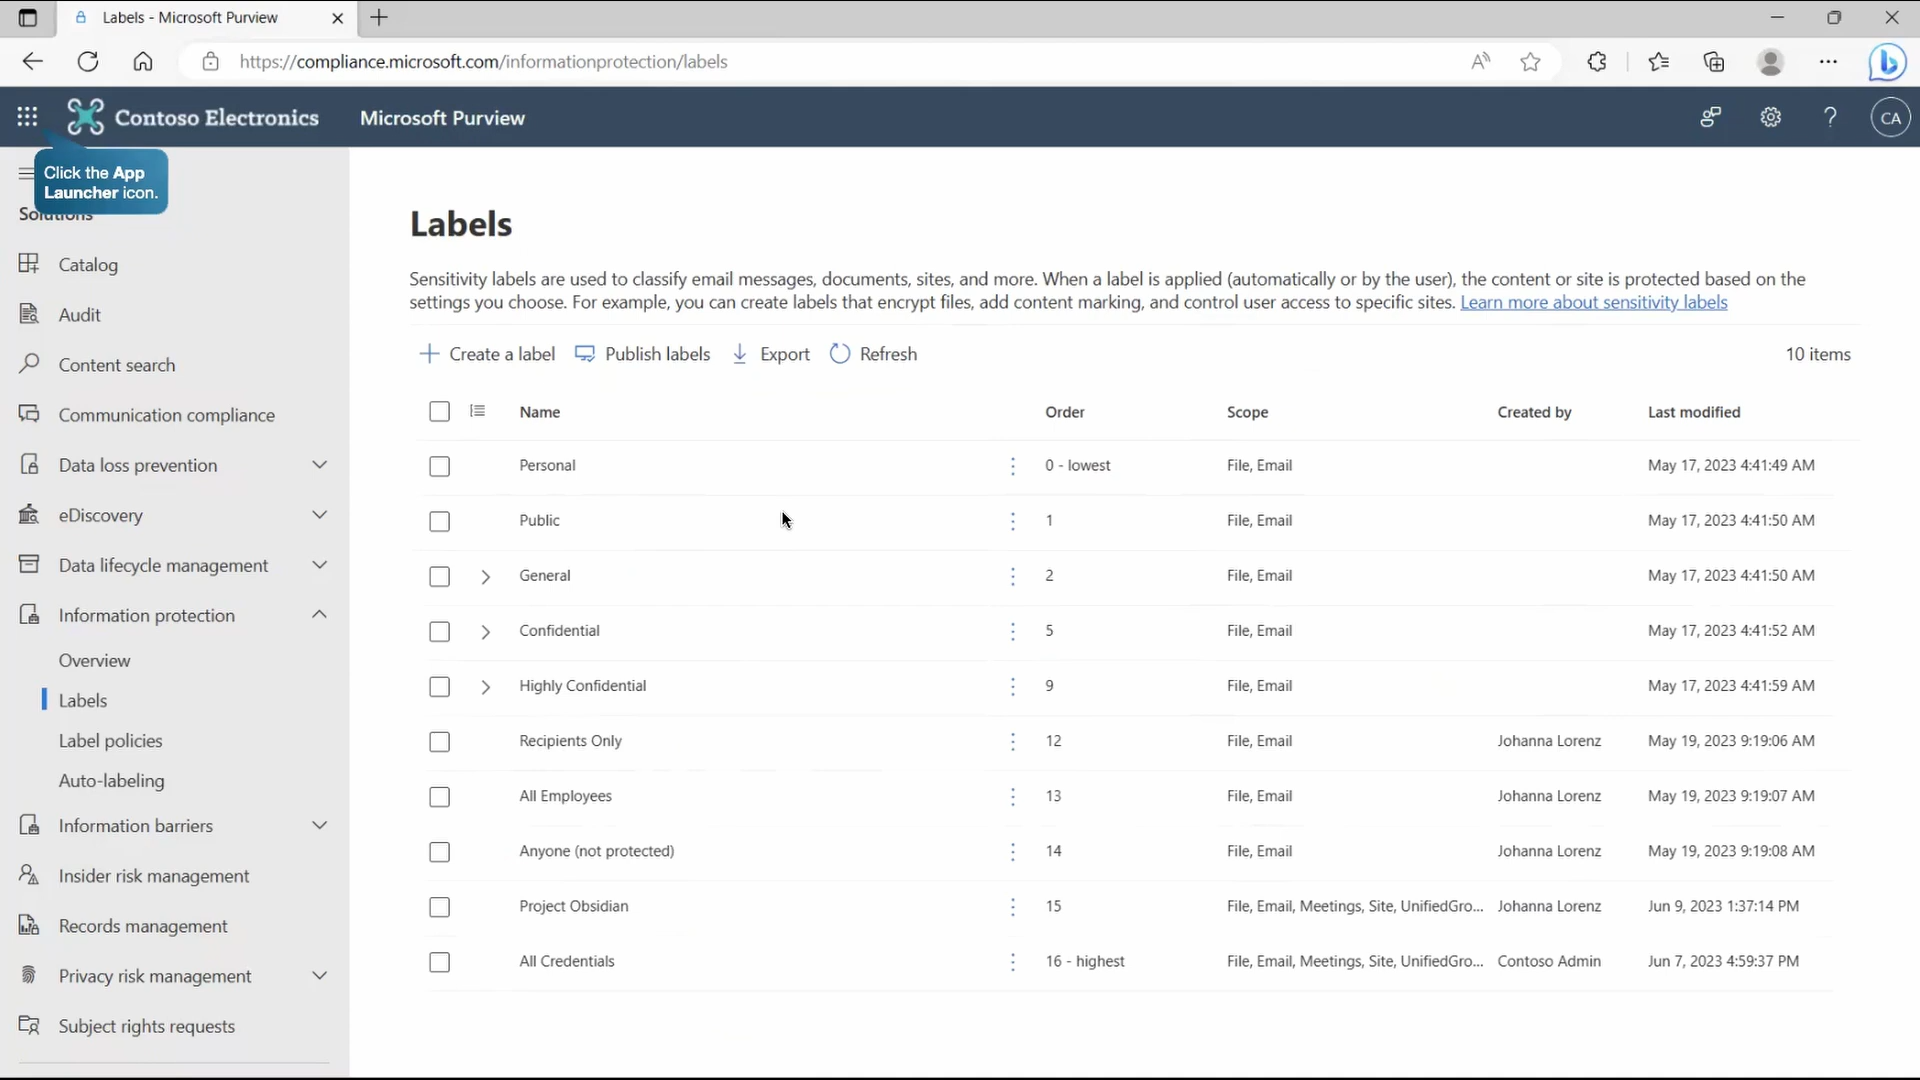 Labels - Microsoft Purview
https://compliance.microsoft.com/informationprotection/labels
Contoso Electronics
Microsoft Purview
CA
Click the App
Launcher icon.
Solutions
Catalog
Audit
Content search
Communication compliance
Data loss prevention
eDiscovery
Data lifecycle management
Information protection
Overview
Labels
Label policies
Auto-labeling
Information barriers
Insider risk management
Records management
Privacy risk management
Subject rights requests
Labels
Sensitivity labels are used to classify email messages, documents, sites, and more. When a label is applied (automatically or by the user), the content or site is protected based on the
settings you choose. For example, you can create labels that encrypt files, add content marking, and control user access to specific sites. Learn more about sensitivity labels
Create a label Publish labels Export Refresh 10 items
Name Order Scope Created by Last modified
Personal 0 - lowest File, Email May 17, 2023 4:41:49 AM
Public 1 File, Email May 17, 2023 4:41:50 AM
General 2 File, Email May 17, 2023 4:41:50 AM
Confidential 5 File, Email May 17, 2023 4:41:52 AM
Highly Confidential 9 File, Email May 17, 2023 4:41:59 AM
Recipients Only 12 File, Email Johanna Lorenz May 19, 2023 9:19:06 AM
All Employees 13 File, Email Johanna Lorenz May 19, 2023 9:19:07 AM
Anyone (not protected) 14 File, Email Johanna Lorenz May 19, 2023 9:19:08 AM
Project Obsidian 15 File, Email, Meetings, Site, UnifiedGro... Johanna Lorenz Jun 9, 2023 1:37:14 PM
All Credentials 16 - highest File, Email, Meetings, Site, UnifiedGro... Contoso Admin Jun 7, 2023 4:59:37 PM